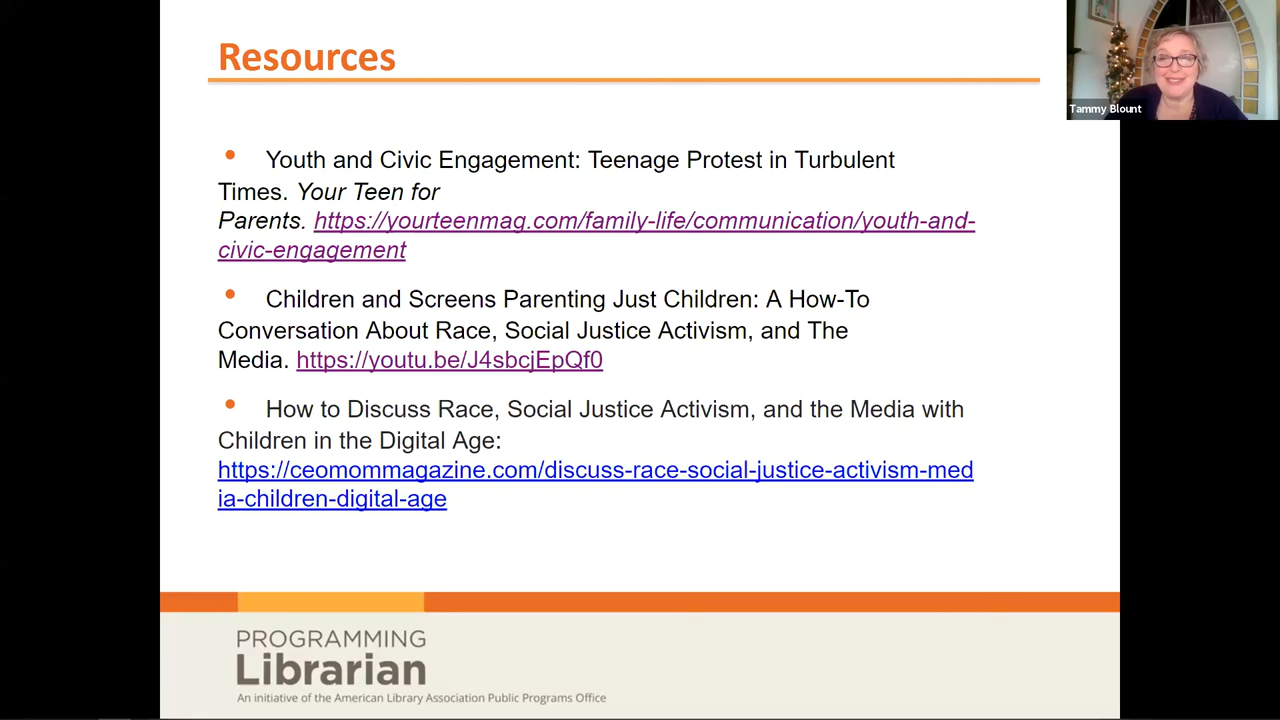 Resources
Tammy Blount
• Youth and Civic Engagement: Teenage Protest in Turbulent
Times. Your Teen for
Parents. https://yourteenmag.com/family-life/communication/youth-and-
civic-engagement
• Children and Screens Parenting Just Children: A How-To
Conversation About Race, Social Justice Activism, and The
Media. https://youtu.be/J4sbcjEpQf0
• How to Discuss Race, Social Justice Activism, and the Media with
Children in the Digital Age:
https://ceomommagazine.com/discuss-race-social-justice-activism-med
ia-children-digital-age
PROGRAMMING
Librarian
An initiative of the American Library Association Public Programs Office